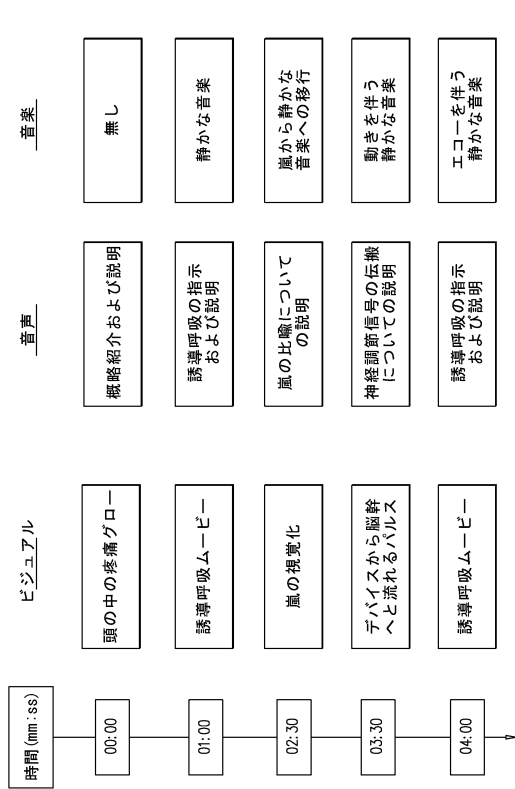 時間(mm:ss)
ビジュアル
音声
音楽
00:00
頭の中の疼痛グロー
概略紹介および説明
無し
01:00
誘導呼吸ムービー
誘導呼吸の指示
および説明
静かな音楽
02:30
嵐の視覚化
嵐の比喩について
の説明
嵐から静かな
音楽への移行
03:30
デバイスから脳幹
へと流れるパルス
神経調節信号の伝搬
についての説明
動きを伴う
静かな音楽
04:00
誘導呼吸ムービー
誘導呼吸の指示
および説明
エコーを伴う
静かな音楽